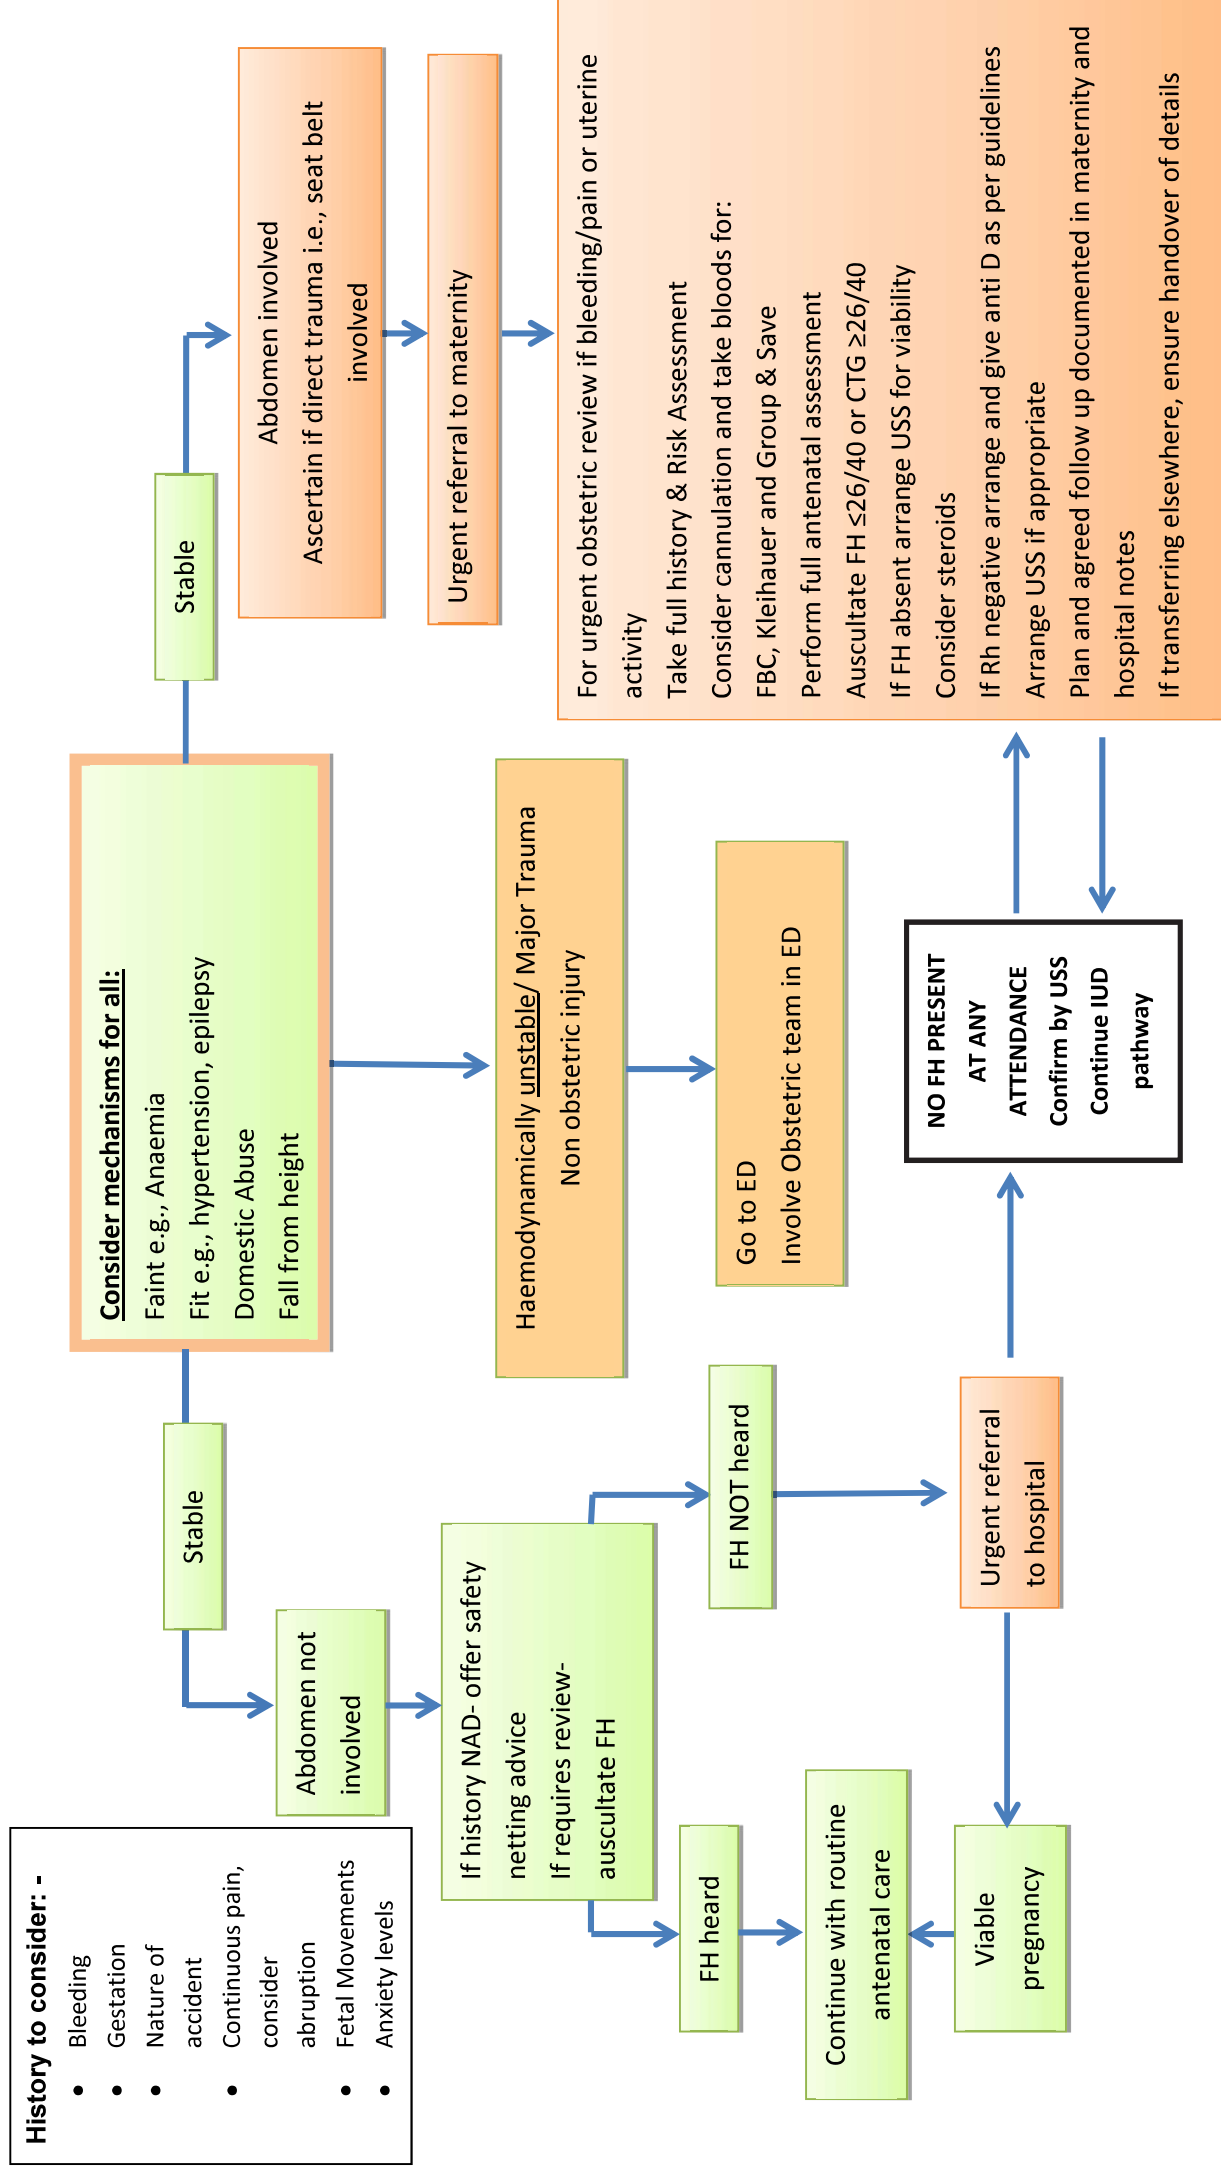 History to consider: -
• Bleeding
• Gestation
• Nature of
accident
• Continuous pain,
consider
abruption
• Fetal Movements
• Anxiety levels
Consider mechanisms for all:
Faint e.g., Anaemia
Fit e.g., hypertension, epilepsy
Domestic Abuse
Fall from height
Stable
Stable
Abdomen not
involved
If history NAD- offer safety
netting advice
If requires review-
auscultate FH
FH heard
FH NOT heard
Continue with routine
antenatal care
Viable
pregnancy
Urgent referral
to hospital
Haemodynamically unstable/ Major Trauma
Non obstetric injury
Go to ED
Involve Obstetric team in ED
NO FH PRESENT
AT ANY
ATTENDANCE
Confirm by USS
Continue IUD
pathway
Abdomen involved
Ascertain if direct trauma i.e., seat belt
involved
Urgent referral to maternity
For urgent obstetric review if bleeding/pain or uterine
activity
Take full history & Risk Assessment
Consider cannulation and take bloods for:
FBC, Kleihauer and Group & Save
Perform full antenatal assessment
Auscultate FH ≤26/40 or CTG ≥26/40
If FH absent arrange USS for viability
Consider steroids
If Rh negative arrange and give anti D as per guidelines
Arrange USS if appropriate
Plan and agreed follow up documented in maternity and
hospital notes
If transferring elsewhere, ensure handover of details